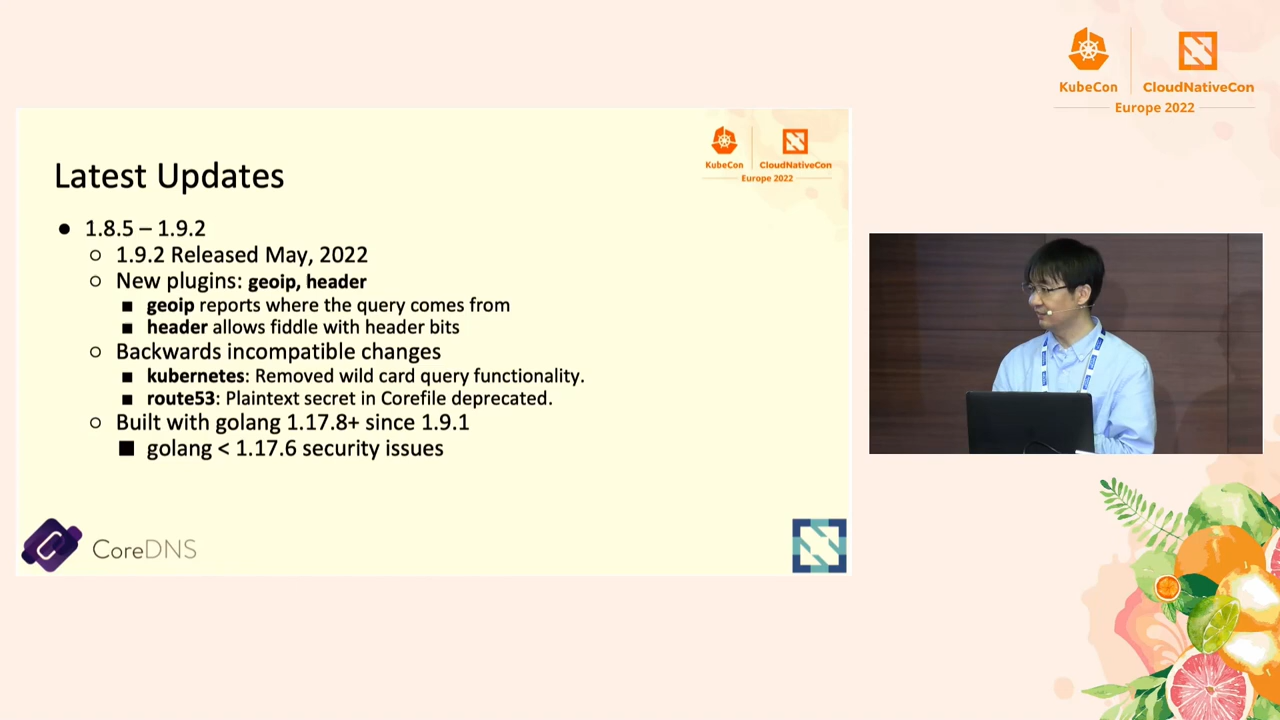 KubeCon
CloudNativeCon
Europe 2022
KubeCon
CloudNativeCon
Europe 2022
Latest Updates
● 1.8.5 – 1.9.2
○ 1.9.2 Released May, 2022
○ New plugins: geoip, header
■ geoip reports where the query comes from
■ header allows fiddle with header bits
○ Backwards incompatible changes
■ kubernetes: Removed wild card query functionality.
■ route53: Plaintext secret in Corefile deprecated.
○ Built with golang 1.17.8+ since 1.9.1
■ golang < 1.17.6 security issues
CoreDNS